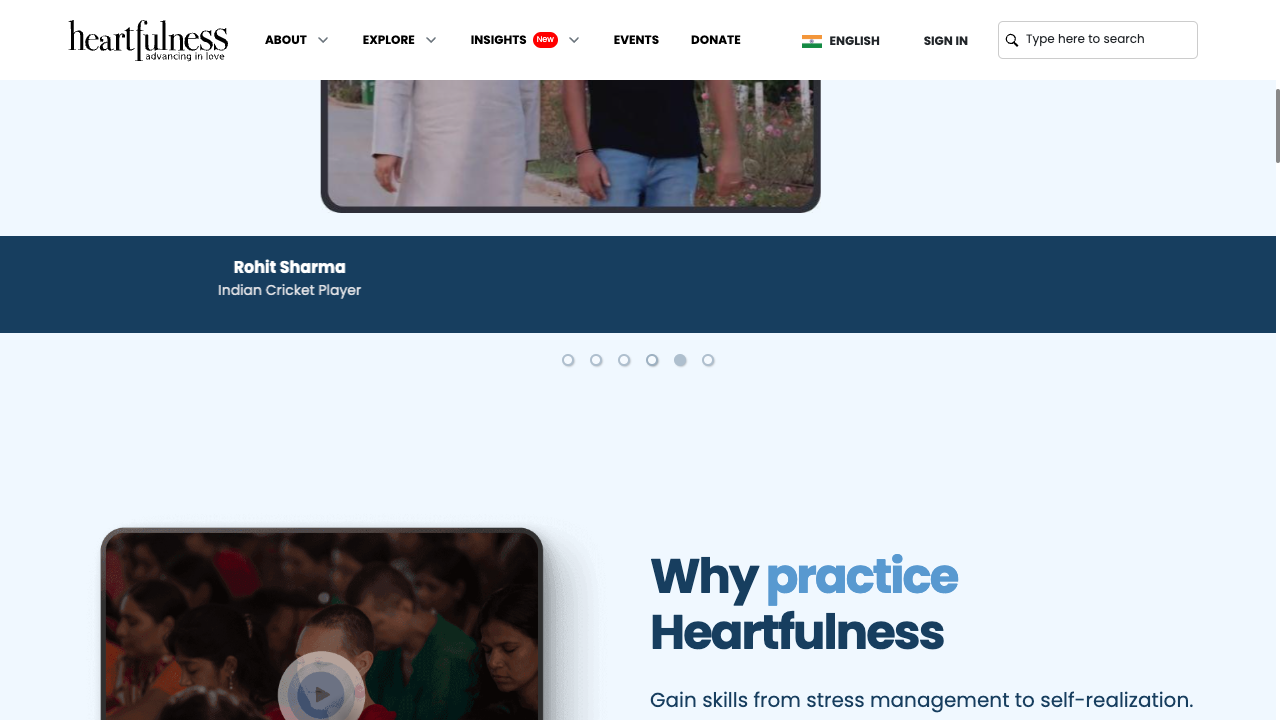 heartfulness
advancing in love
ABOUT
EXPLORE
INSIGHTS New
EVENTS
DONATE
ENGLISH
SIGN IN
Type here to search
Rohit Sharma
Indian Cricket Player
Why practice
Heartfulness
Gain skills from stress management to self-realization.